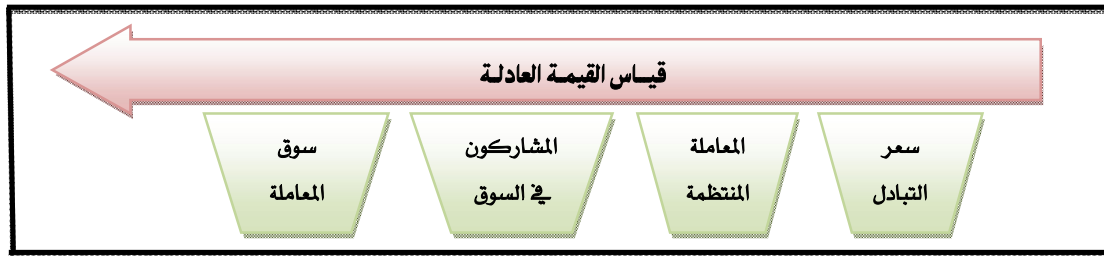 قيـاس القيمـة العادلـة
سعر
التبادل
المعاملة
المنتظمة
المشاركون
في السوق
سوق
المعاملة